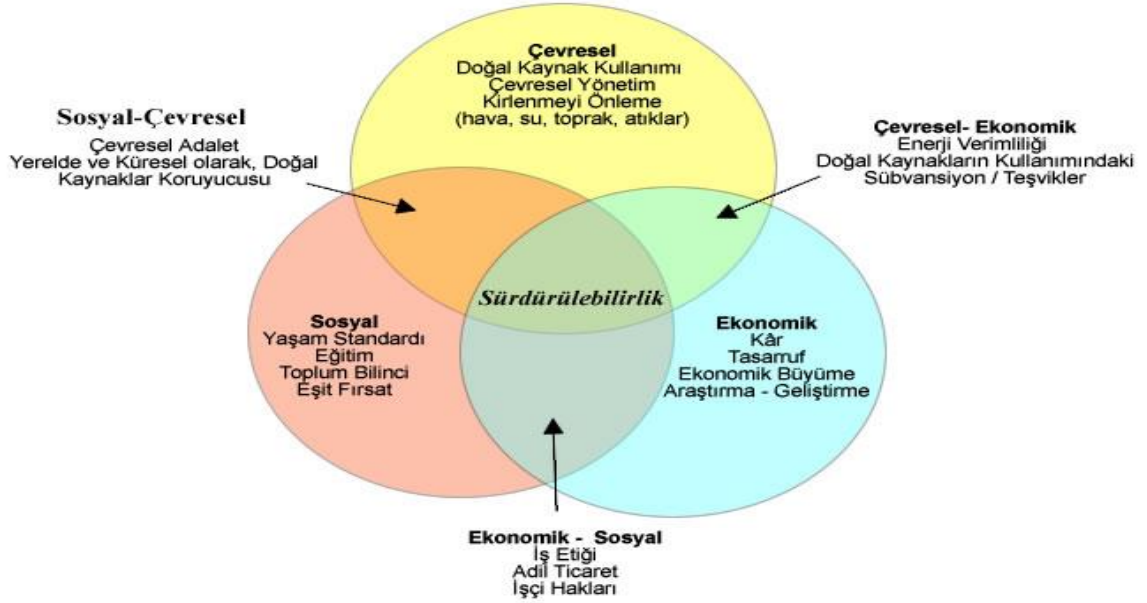 Çevresel
Doğal Kaynak Kullanımı
Çevresel Yönetim
Kirlenmeyi Önleme
(hava, su, toprak, atıklar)
Sosyal-Çevresel
Çevresel Adalet
Yerelde ve Küresel olarak, Doğal
Kaynaklar Koruyucusu
Çevresel- Ekonomik
Enerji Verimliliği
Doğal Kaynakların Kullanımındaki
Sübvansiyon / Teşvikler
Sürdürülebilirlik
Sosyal
Yaşam Standardı
Eğitim
Toplum Bilinci
Eşit Fırsat
Ekonomik
Kâr
Tasarruf
Ekonomik Büyüme
Araştırma - Geliştirme
Ekonomik - Sosyal
İş Etiği
Adil Ticaret
İşçi Hakları